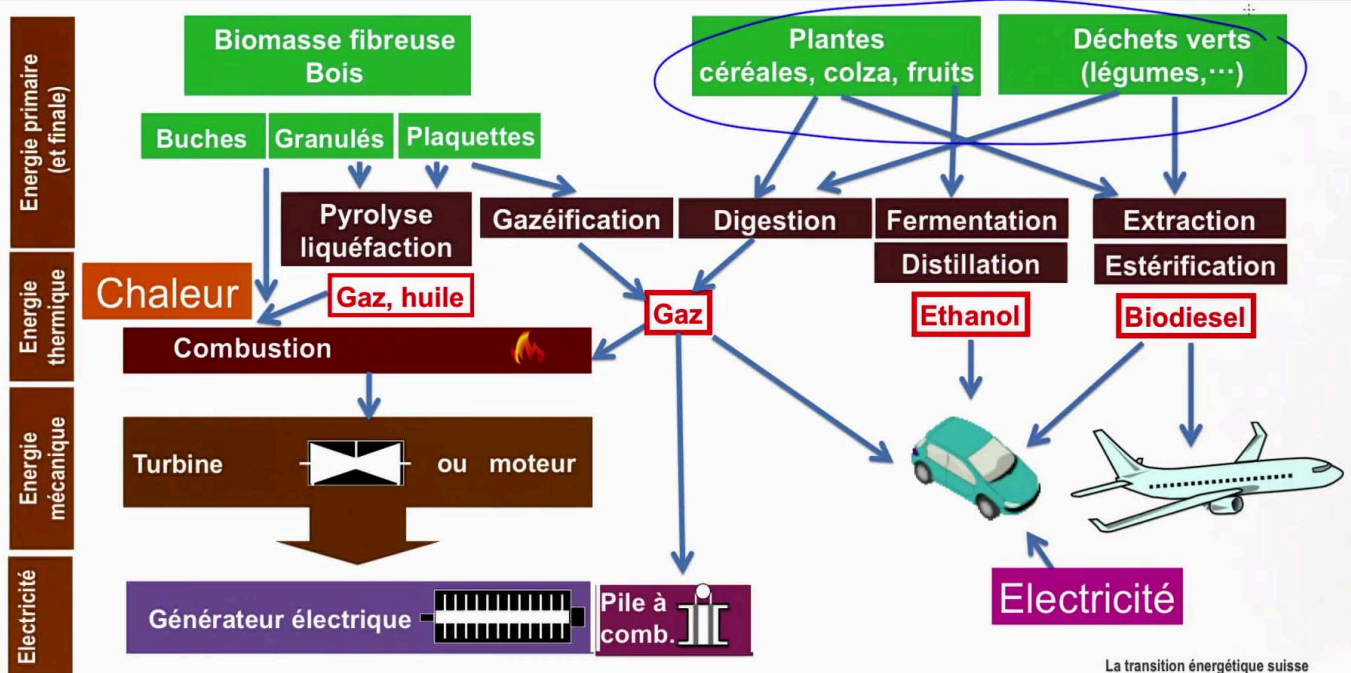 Energie primaire
(et finale)
Biomasse fibreuse
Bois
Plantes
céréales, colza, fruits
Déchets verts
(légumes,···)
Buches
Granulés
Plaquettes
Pyrolyse
liquéfaction
Gazéification
Digestion
Fermentation
Extraction
Distillation
Estérification
Energie
thermique
Chaleur
Gaz, huile
Gaz
Ethanol
Biodiesel
Combustion
Energie
mécanique
Turbine ou moteur
Electricité
Générateur électrique
Pile à
comb.
Electricité
La transition énergétique suisse